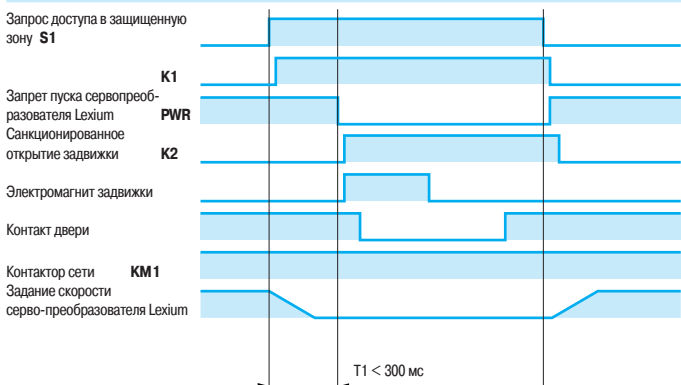 Запрос доступа в защищенную
зону S1
K1
Запрет пуска сервопреоб-
разователя Lexium PWR
Санкционированное
открытие задвижки K2
Электромагнит задвижки
Контакт двери
Контактор сети KM1
Задание скорости
серво-преобразователя Lexium
T1 < 300 мс